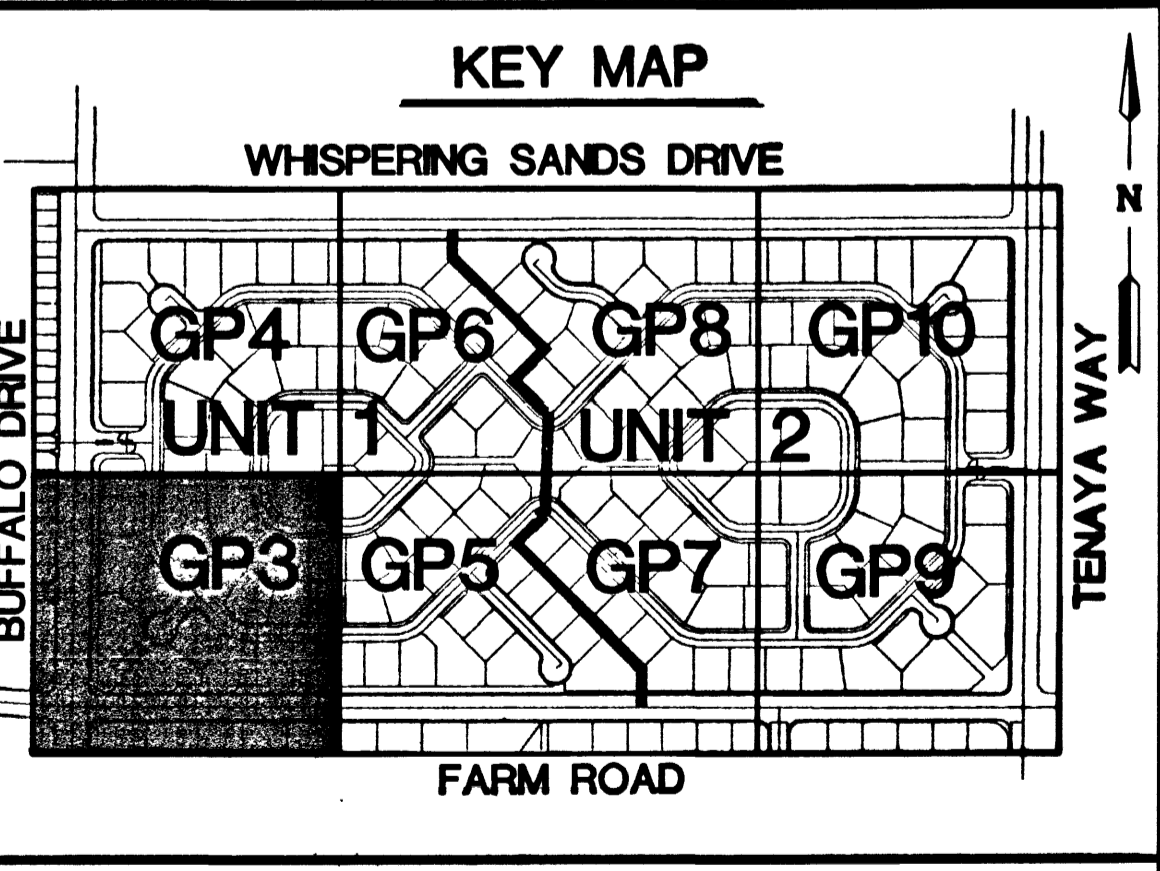 KEY MAP
WHISPERING SANDS DRIVE
N
GP4 GP6 GP8 GP10
UNIT 1 UNIT 2
BUFFALO DRIVE
TENAYA WAY
GP3 GP5 GP7 GP9
FARM ROAD